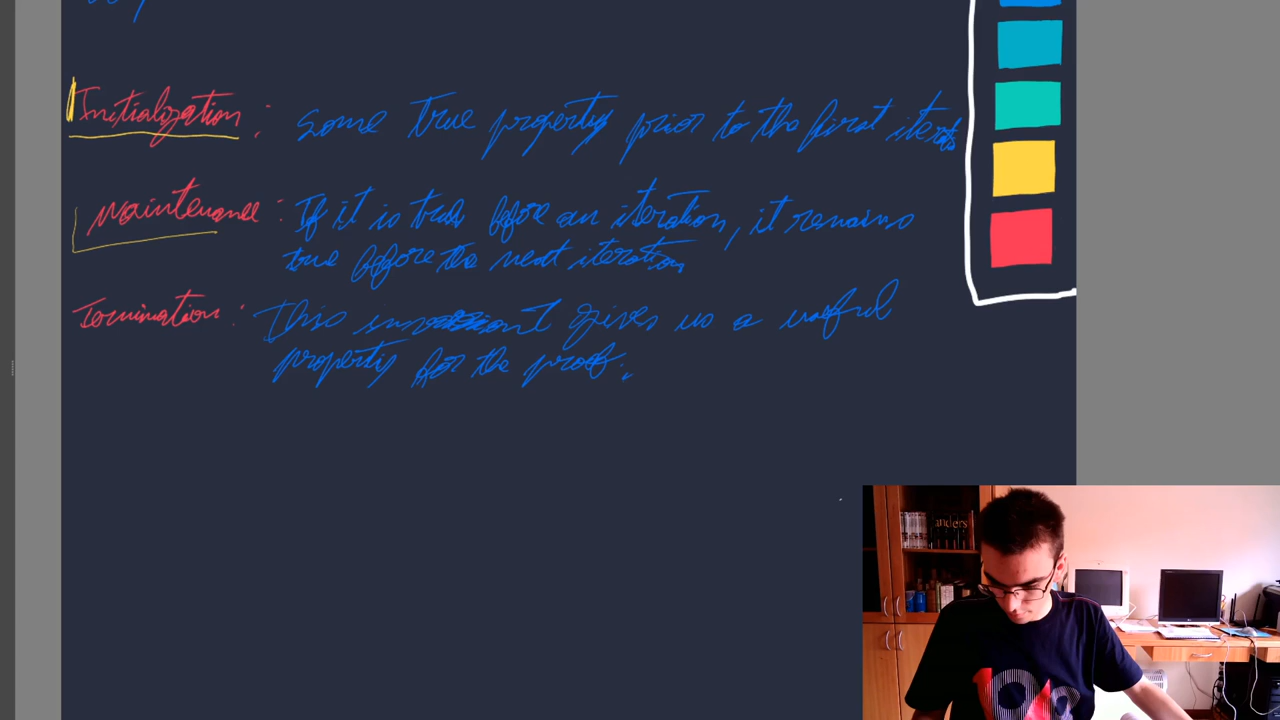 Initialization: Some true property prior to the first iterat
Maintenance: If it is true before an iteration, it remains
true before the next iteration
Termination: This invariant gives us a useful
property for the proof.
anders